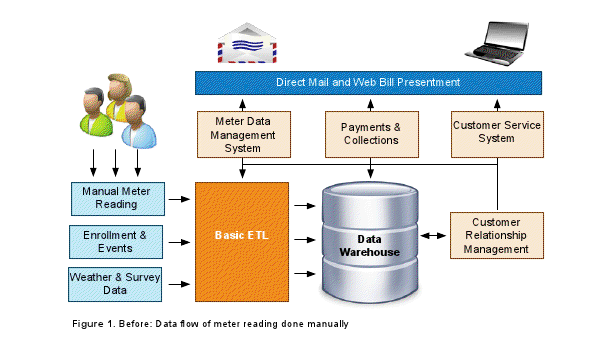 Direct Mail and Web Bill Presentment
Meter Data
Management
System
Payments &
Collections
Customer Service
System
Manual Meter
Reading
Enrollment &
Events
Weather & Survey
Data
Basic ETL
Data
Warehouse
Customer
Relationship
Management
Figure 1. Before: Data flow of meter reading done manually